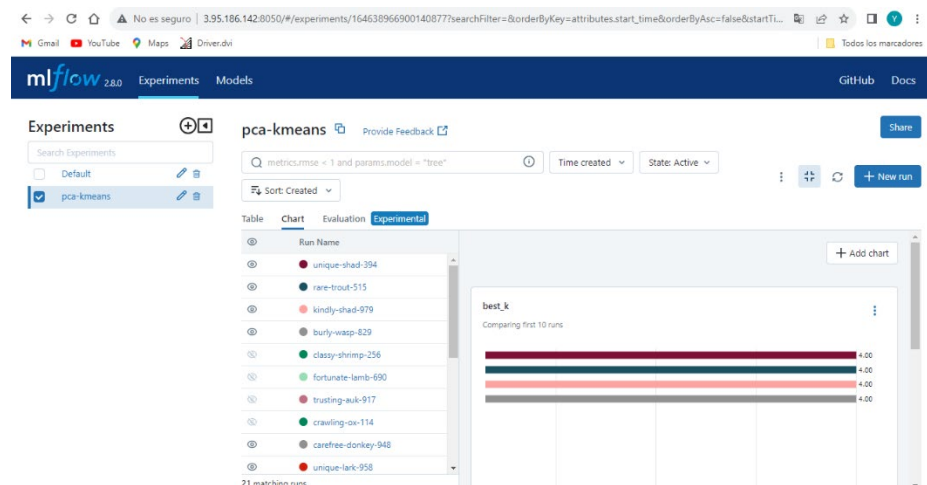 No es seguro | 3.95.186.142:8050/#/experiments/164638966900140877?searchFilter=&orderByKey=attributes.start_time&orderByAsc=false&startTi...
Gmail YouTube Maps Driver.dvi Todos los marcadores
mlflow 2.8.0 Experiments Models GitHub Docs
Experiments
Search Experiments
Default
pca-kmeans
pca-kmeans Provide Feedback Share
metrics.rmse < 1 and params.model = "tree" Time created State: Active
Sort: Created
New run
Table Chart Evaluation Experimental
Run Name
unique-shad-394
rare-trout-515
kindly-shad-979
burly-wasp-829
classy-shrimp-256
fortunate-lamb-690
trusting-auk-917
crawling-ox-114
carefree-donkey-948
unique-lark-958
21 matching runs
+ Add chart
best_k
Comparing first 10 runs
4.00
4.00
4.00
4.00